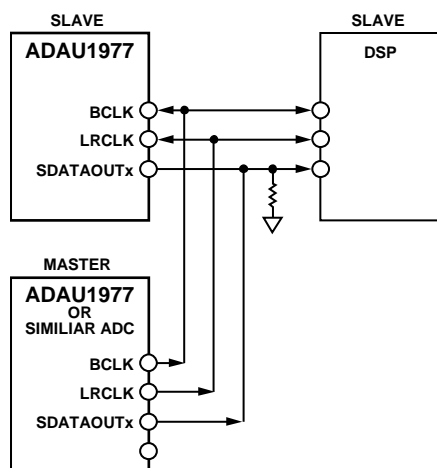 SLAVE
ADAU1977
BCLK
LRCLK
SDATAOUTx
SLAVE
DSP
MASTER
ADAU1977
OR
SIMILIAR ADC
BCLK
LRCLK
SDATAOUTx